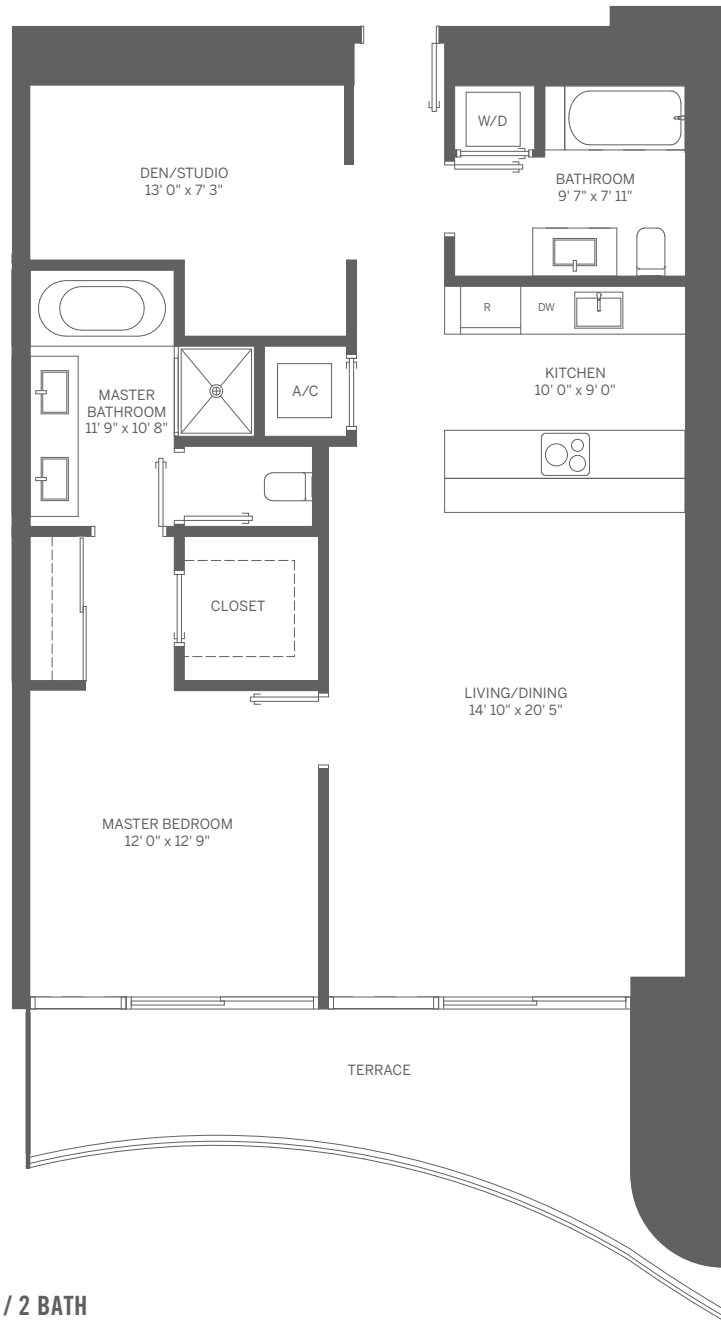 DEN/STUDIO
13' 0" x 7' 3"
W/D
BATHROOM
9' 7" x 7' 11"
R
DW
KITCHEN
10' 0" x 9' 0"
A/C
MASTER
BATHROOM
11' 9" x 10' 8"
CLOSET
LIVING/DINING
14' 10" x 20' 5"
MASTER BEDROOM
12' 0" x 12' 9"
TERRACE
/ 2 BATH